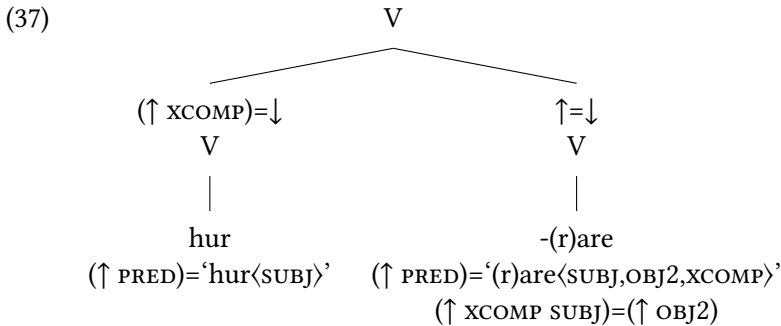 (37) V
(↑ XCOMP)=↓ ↑=↓
V V
hur -(r)are
(↑ PRED)=‘hur⟨SUBJ⟩’ (↑ PRED)=‘(r)are⟨SUBJ,OBJ2,XCOMP⟩’
(↑ XCOMP SUBJ)=(↑ OBJ2)